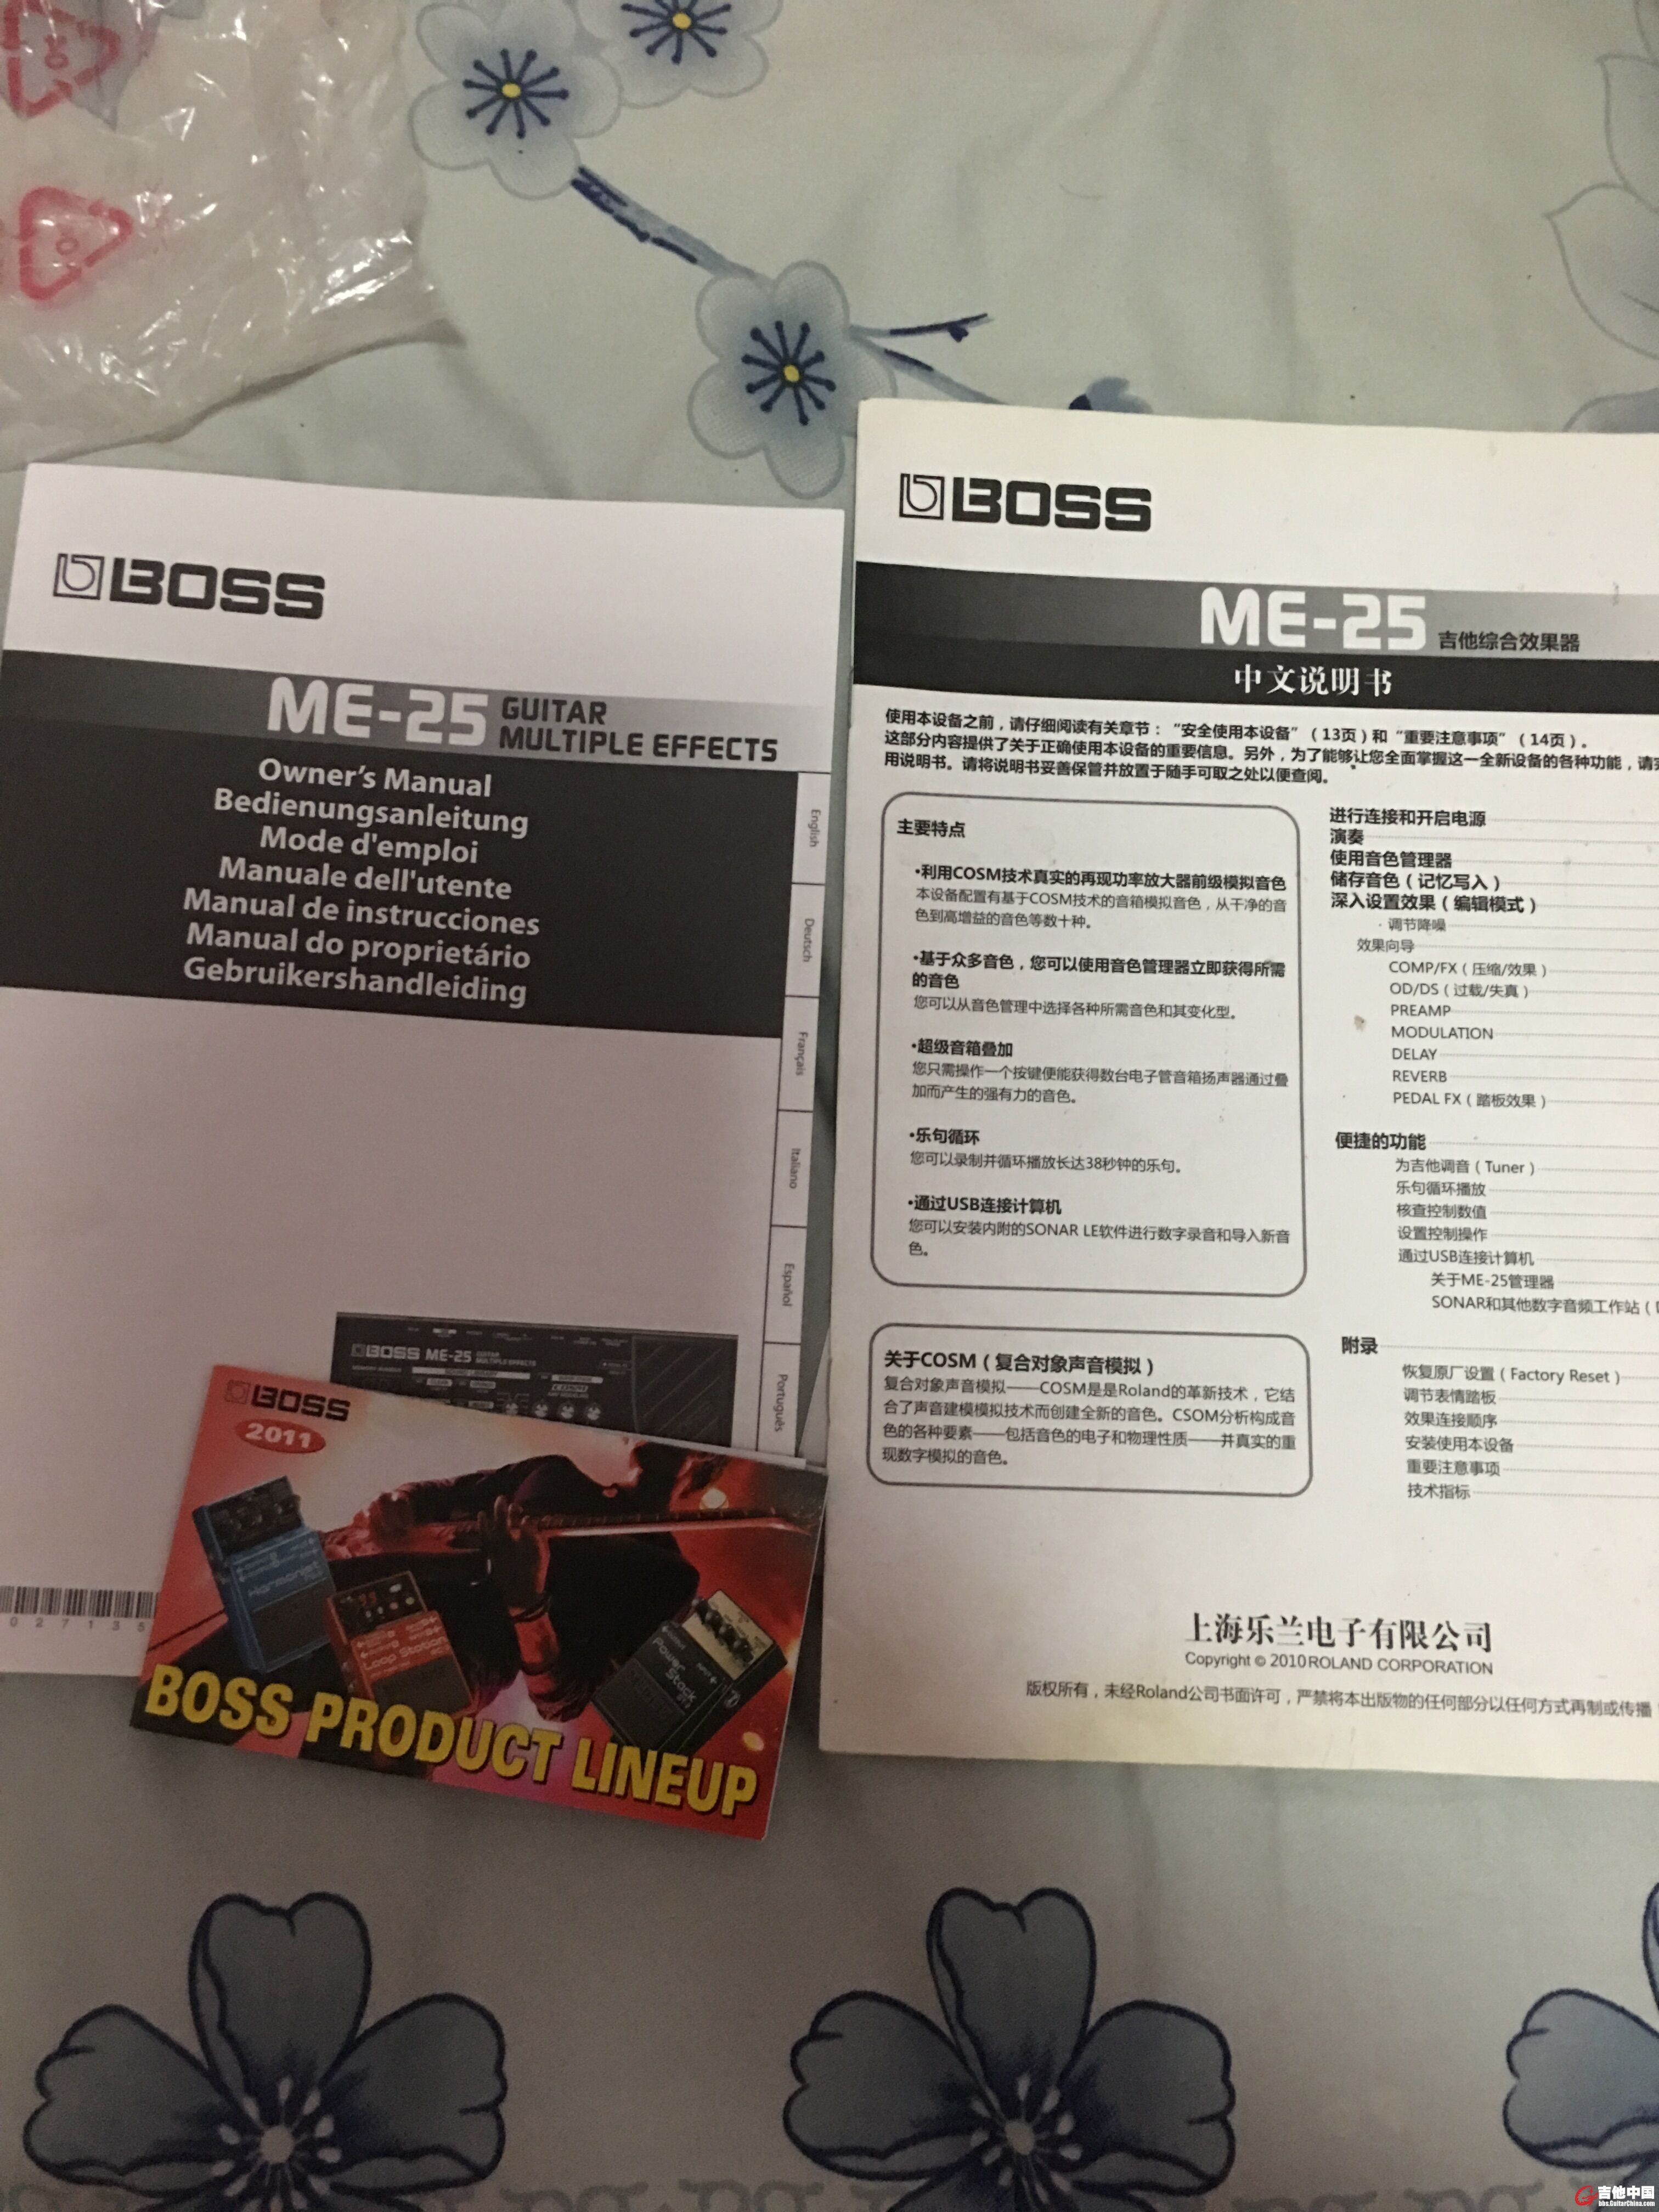 BOSS
ME-25 GUITAR
MULTIPLE EFFECTS
Owner's Manual
Bedienungsanleitung
Mode d'emploi
Manuale dell'utente
Manual de instrucciones
Manual do proprietário
Gebruikershandleiding
English
Deutsch
Français
Italiano
Español
Português
BOSS ME-25 GUITAR
MULTIPLE EFFECTS
0 2 7 1 3 5
BOSS
2011
Harmonist
Loop Station
Power
Stack
BOSS PRODUCT LINEUP
BOSS
ME-25 吉他综合效果器
中文说明书
使用本设备之前，请仔细阅读有关章节：“安全使用本设备”（13页）和“重要注意事项”（14页）。
这部分内容提供了关于正确使用本设备的重要信息。另外，为了能够让您全面掌握这一全新设备的各种功能，请
用说明书。请将说明书妥善保管并放置于随手可取之处以便查阅。
主要特点
•利用COSM技术真实的再现功率放大器前级模拟音色
本设备配置有基于COSM技术的音箱模拟音色，从干净的音
色到高增益的音色等数十种。
•基于众多音色，您可以使用音色管理器立即获得所需
的音色
您可以从音色管理中选择各种所需音色和其变化型。
•超级音箱叠加
您只需操作一个按键便能获得数台电子管音箱扬声器通过叠
加而产生的强有力的音色。
•乐句循环
您可以录制并循环播放长达38秒钟的乐句。
•通过USB连接计算机
您可以安装内附的SONAR LE软件进行数字录音和导入新音
色。
关于COSM（复合对象声音模拟）
复合对象声音模拟——COSM是是Roland的革新技术，它结
合了声音建模模拟技术而创建全新的音色。CSOM分析构成音
色的各种要素——包括音色的电子和物理性质——并真实的重
现数字模拟的音色。
进行连接和开启电源
演奏
使用音色管理器
储存音色（记忆写入）
深入设置效果（编辑模式）
· 调节降噪
效果向导
COMP/FX（压缩/效果）
OD/DS（过载/失真）
PREAMP
MODULATION
DELAY
REVERB
PEDAL FX（踏板效果）
便捷的功能
为吉他调音（Tuner）
乐句循环播放
核查控制数值
设置控制操作
通过USB连接计算机
关于ME-25管理器
SONAR和其他数字音频工作站（
附录
恢复原厂设置（Factory Reset）
调节表情踏板
效果连接顺序
安装使用本设备
重要注意事项
技术指标
上海乐兰电子有限公司
Copyright © 2010 ROLAND CORPORATION
版权所有，未经Roland公司书面许可，严禁将本出版物的任何部分以任何方式再制或传播
吉他中国
bbs.GuitarChina.com